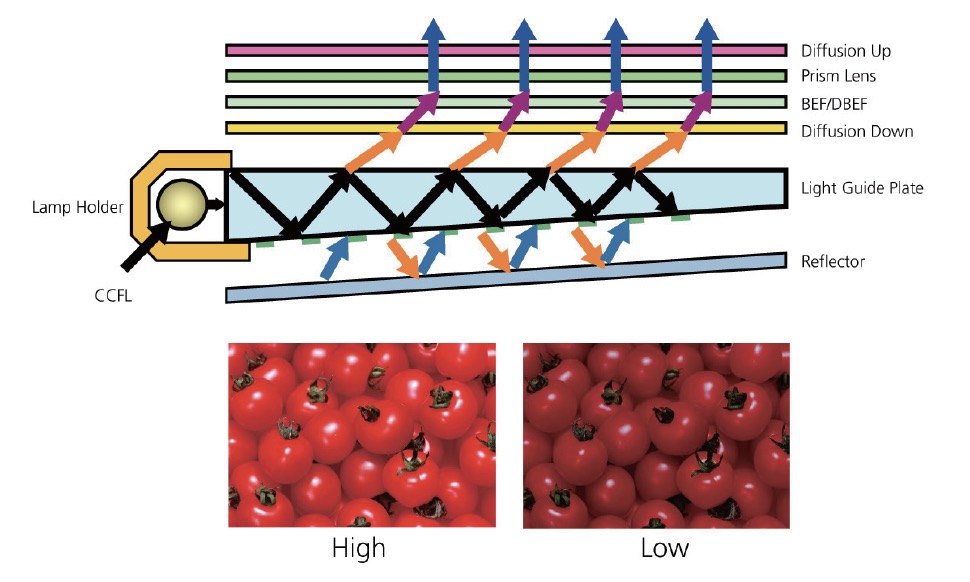 Diffusion Up
Prism Lens
BEF/DBEF
Diffusion Down
Light Guide Plate
Lamp Holder
Reflector
CCFL
High
Low